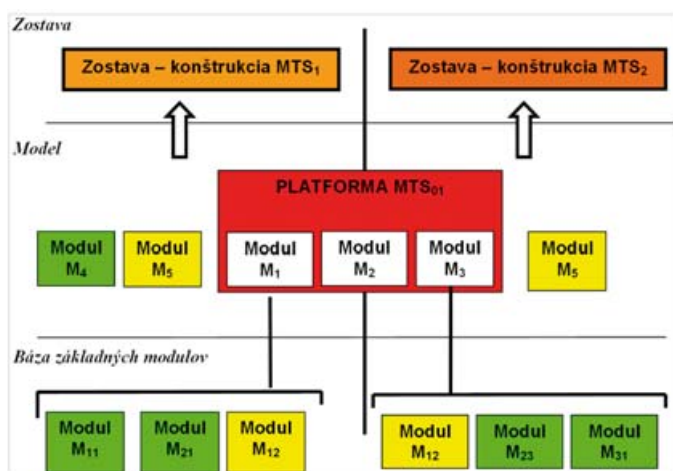 Zostava
Zostava – konštrukcia MTS₁
Zostava – konštrukcia MTS₂
Model
PLATFORMA MTS₀₁
Modul
M₄
Modul
M₅
Modul
M₁
Modul
M₂
Modul
M₃
Modul
M₅
Báza základných modulov
Modul
M₁₁
Modul
M₂₁
Modul
M₁₂
Modul
M₁₂
Modul
M₂₃
Modul
M₃₁